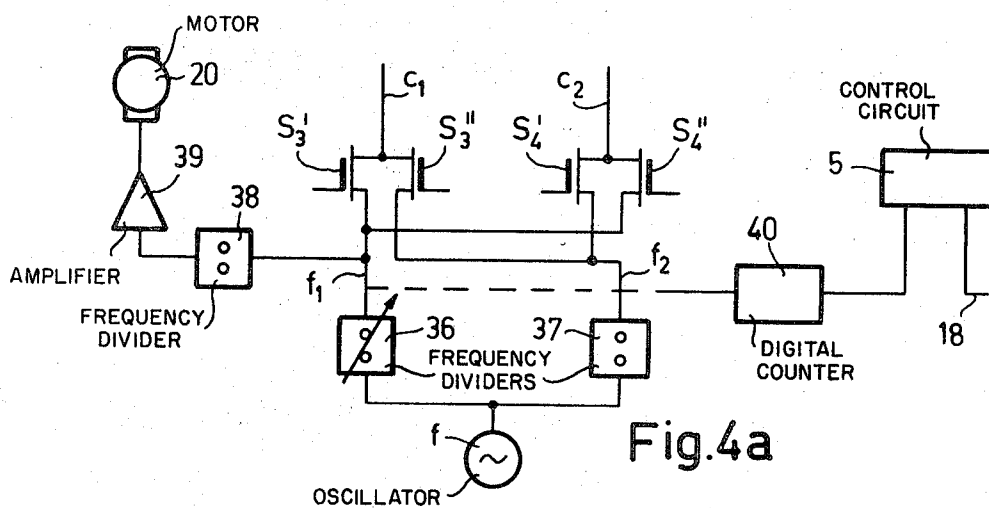 MOTOR
20
39
AMPLIFIER
38
FREQUENCY
DIVIDER
C1
C2
S3'
S3"
S4'
S4"
f1
f2
36
37
FREQUENCY
DIVIDERS
f
OSCILLATOR
CONTROL
CIRCUIT
5
40
18
DIGITAL
COUNTER
Fig.4a